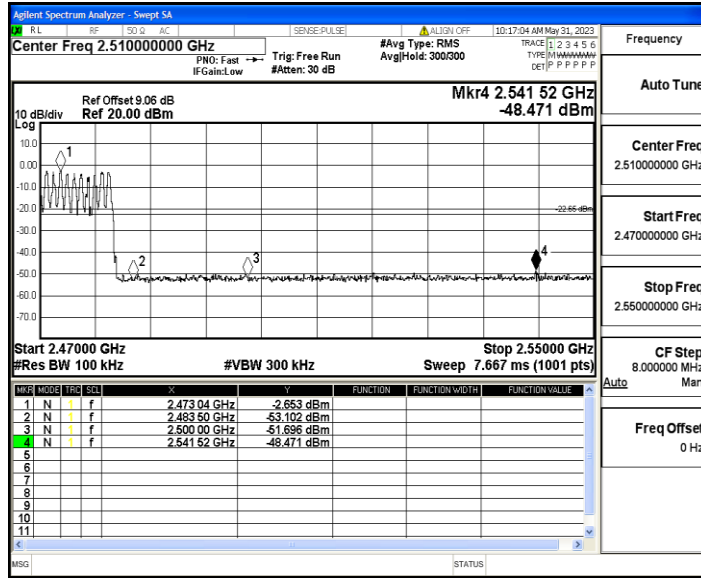 Agilent Spectrum Analyzer - Swept SA
RL RF 50 Ω AC SENSE:PULSE ALIGN OFF 10:17:04 AM May 31, 2023
Center Freq 2.510000000 GHz
PNO: Fast
IFGain:Low
Trig: Free Run
#Atten: 30 dB
#Avg Type: RMS
Avg|Hold: 300/300
TRACE 1 2 3 4 5 6
TYPE M
DET P P P P P P
10 dB/div
Log
Ref Offset 9.06 dB
Ref 20.00 dBm
Mkr4 2.541 52 GHz
-48.471 dBm
10.0
0.00
-10.0
-20.0
-30.0
-40.0
-50.0
-60.0
-70.0
1
2
3
4
-22.65 dBm
Start 2.47000 GHz
Stop 2.55000 GHz
#Res BW 100 kHz #VBW 300 kHz Sweep 7.667 ms (1001 pts)
MKR MODE TRC SCL X Y FUNCTION FUNCTION WIDTH FUNCTION VALUE
1 N 1 f 2.473 04 GHz -2.653 dBm
2 N 1 f 2.483 50 GHz -53.102 dBm
3 N 1 f 2.500 00 GHz -51.696 dBm
4 N 1 f 2.541 52 GHz -48.471 dBm
5
6
7
8
9
10
11
MSG STATUS
Frequency
Auto Tune
Center Freq
2.510000000 GHz
Start Freq
2.470000000 GHz
Stop Freq
2.550000000 GHz
CF Step
8.000000 MHz
Auto Man
Freq Offset
0 Hz